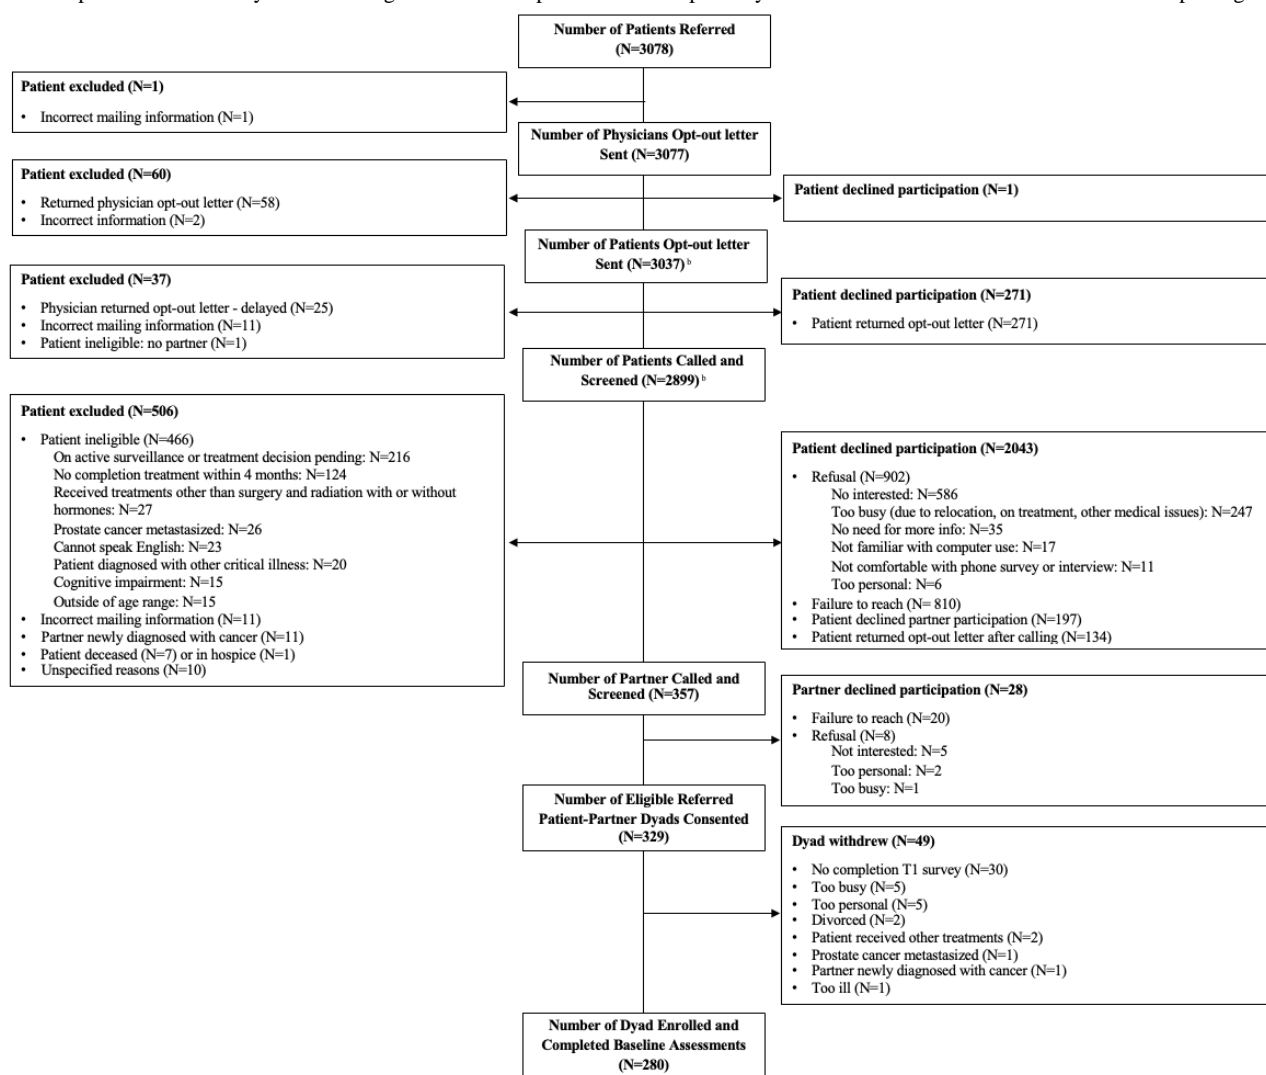 Number of Patients Referred
(N=3078)
Patient excluded (N=1)
• Incorrect mailing information (N=1)
Number of Physicians Opt-out letter
Sent (N=3077)
Patient excluded (N=60)
• Returned physician opt-out letter (N=58)
• Incorrect information (N=2)
Patient declined participation (N=1)
Number of Patients Opt-out letter
Sent (N=3037) b
Patient excluded (N=37)
• Physician returned opt-out letter - delayed (N=25)
• Incorrect mailing information (N=11)
• Patient ineligible: no partner (N=1)
Patient declined participation (N=271)
• Patient returned opt-out letter (N=271)
Number of Patients Called and
Screened (N=2899) b
Patient excluded (N=506)
• Patient ineligible (N=466)
On active surveillance or treatment decision pending: N=216
No completion treatment within 4 months: N=124
Received treatments other than surgery and radiation with or without
hormones: N=27
Prostate cancer metastasized: N=26
Cannot speak English: N=23
Patient diagnosed with other critical illness: N=20
Cognitive impairment: N=15
Outside of age range: N=15
• Incorrect mailing information (N=11)
• Partner newly diagnosed with cancer (N=11)
• Patient deceased (N=7) or in hospice (N=1)
• Unspecified reasons (N=10)
Patient declined participation (N=2043)
• Refusal (N=902)
No interested: N=586
Too busy (due to relocation, on treatment, other medical issues): N=247
No need for more info: N=35
Not familiar with computer use: N=17
Not comfortable with phone survey or interview: N=11
Too personal: N=6
• Failure to reach (N= 810)
• Patient declined partner participation (N=197)
• Patient returned opt-out letter after calling (N=134)
Number of Partner Called and
Screened (N=357)
Partner declined participation (N=28)
• Failure to reach (N=20)
• Refusal (N=8)
Not interested: N=5
Too personal: N=2
Too busy: N=1
Number of Eligible Referred
Patient-Partner Dyads Consented
(N=329)
Dyad withdrew (N=49)
• No completion T1 survey (N=30)
• Too busy (N=5)
• Too personal (N=5)
• Divorced (N=2)
• Patient received other treatments (N=2)
• Prostate cancer metastasized (N=1)
• Partner newly diagnosed with cancer (N=1)
• Too ill (N=1)
Number of Dyad Enrolled and
Completed Baseline Assessments
(N=280)